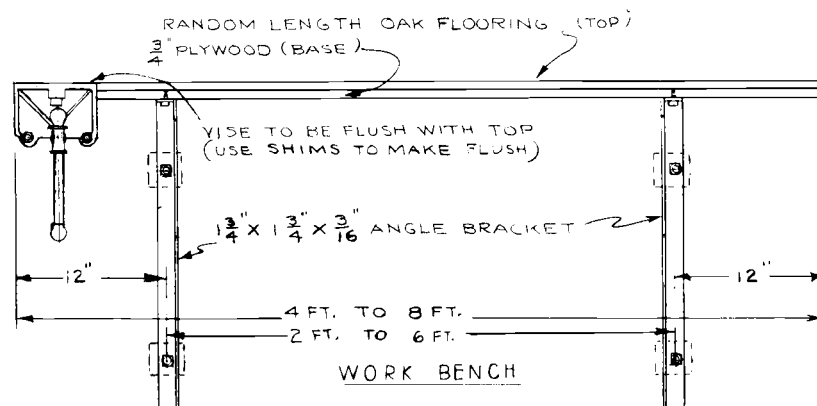 RANDOM LENGTH OAK FLOORING (TOP)
3/4" PLYWOOD (BASE)
VISE TO BE FLUSH WITH TOP
(USE SHIMS TO MAKE FLUSH)
1 3/4" X 1 3/4" X 3/16" ANGLE BRACKET
12"
12"
4 FT. TO 8 FT.
2 FT. TO 6 FT.
WORK BENCH